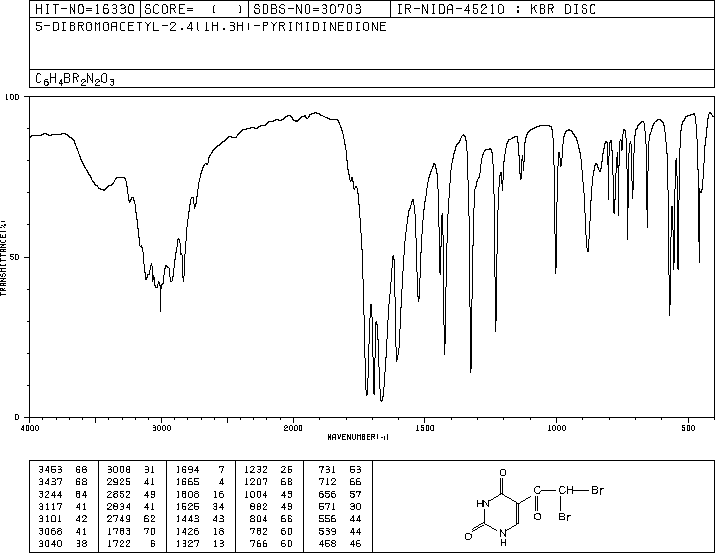 HIT-NO=16330 SCORE= ( ) SDBS-NO=30703 IR-NIDA-45210 : KBR DISC
5-DIBROMOACETYL-2,4(1H,3H)-PYRIMIDINEDIONE
C6H4BR2N2O3
100
50
0
TRANSMITTANCE(%)
4000 3000 2000 1500 1000 500
WAVENUMBER(-1)
3463 68 3008 31 1694 7 1232 26 731 53
3437 68 2925 41 1665 4 1207 68 712 66
3244 64 2852 49 1608 16 1004 43 656 57
3117 41 2834 41 1525 34 882 49 671 30
3101 42 2749 62 1443 43 804 66 556 44
3066 41 1783 70 1426 18 782 60 539 44
3040 38 1722 6 1327 13 766 60 458 46
O
C CH Br
HN
O Br
O N
H